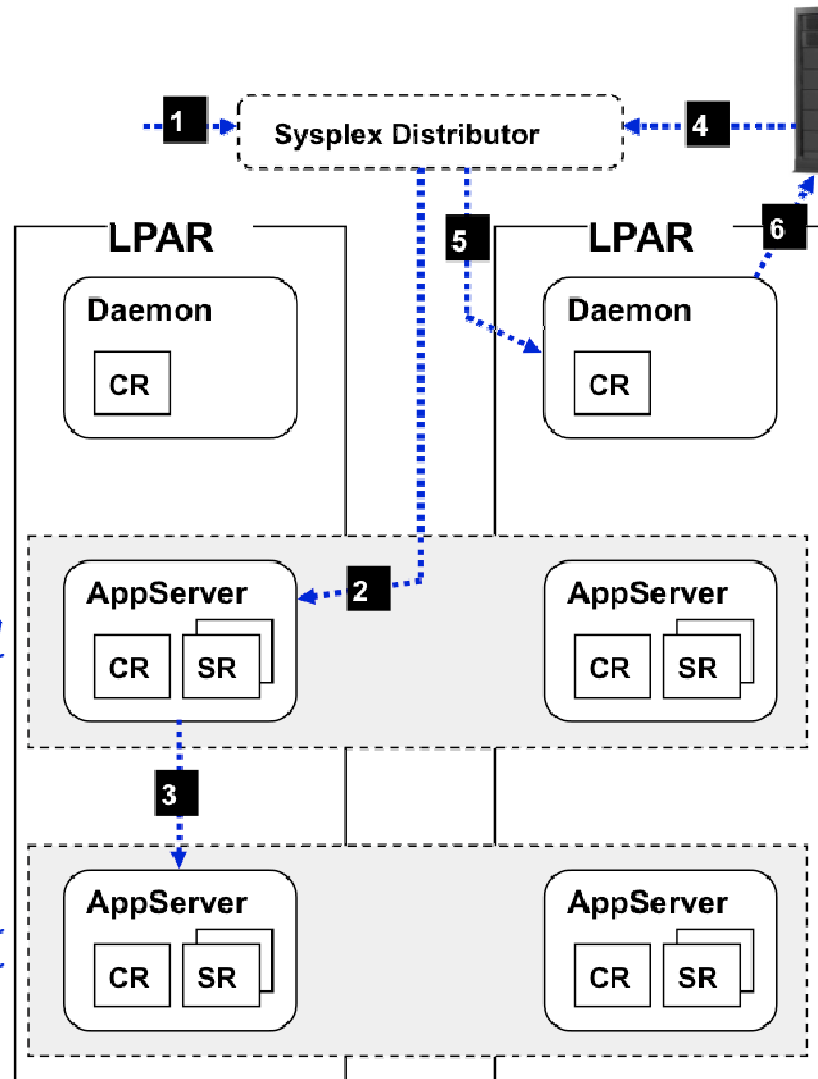 1
Sysplex Distributor
4
5
6
LPAR
LPAR
Daemon
CR
Daemon
CR
2
AppServer
CR
SR
AppServer
CR
SR
3
AppServer
CR
SR
AppServer
CR
SR